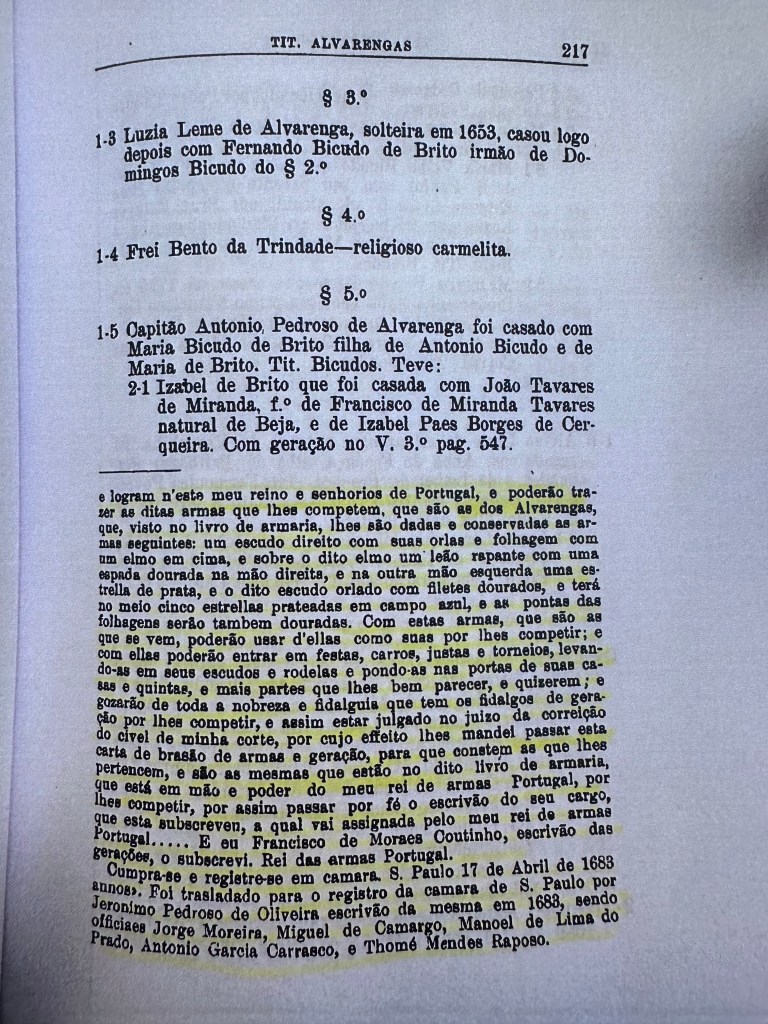 TIT. ALVARENGAS 217
§ 3.º
1-3 Luzia Leme de Alvarenga, solteira em 1653, casou logo
depois com Fernando Bicudo de Brito irmão de Do-
mingos Bicudo do § 2.º
§ 4.º
1-4 Frei Bento da Trindade—religioso carmelita.
§ 5.º
1-5 Capitão Antonio Pedroso de Alvarenga foi casado com
Maria Bicudo de Brito filha de Antonio Bicudo e de
Maria de Brito. Tit. Bicudos. Teve:
2-1 Izabel de Brito que foi casada com João Tavares
de Miranda, f.º de Francisco de Miranda Tavares
natural de Beja, e de Izabel Paes Borges de Cer-
queira. Com geração no V. 3.º pag. 547.
e logram n'este meu reino e senhorios de Portugal, e poderão tra-
zer as ditas armas que lhes competem, que são as dos Alvarengas,
que, visto no livro de armaria, lhes são dadas e conservadas as ar-
mas seguintes: um escudo direito com suas orlas e folhagem com
um elmo em cima, e sobre o dito elmo um leão rapante com uma
espada dourada na mão direita, e na outra mão esquerda uma es-
trella de prata, e o dito escudo orlado com filetes dourados, e terá
no meio cinco estrellas prateadas em campo azul, e as pontas das
folhagens serão tambem douradas. Com estas armas, que são as
que se vem, poderão usar d'ellas como suas por lhes competir; e
com ellas poderão entrar em festas, carros, justas e torneios, levan-
do-as em seus escudos e rodelas e pondo-as nas portas de suas ca-
sas e quintas, e mais partes que lhes bem parecer, e quizerem; e
gozarão de toda a nobreza e fidalguia que tem os fidalgos de gera-
ção por lhes competir, e assim estar julgado no juizo da correição
do civel de minha corte, por cujo effeito lhes mandei passar esta
carta de brasão de armas e geração, para que constem as que lhes
pertencem, e são as mesmas que estão no dito livro de armaria,
que está em mão e poder do meu rei de armas Portugal, por
lhes competir, por assim passar por fé o escrivão do seu cargo,
que esta subscreveu, a qual vai assignada pelo meu rei de armas
Portugal..... E eu Francisco de Moraes Coutinho, escrivão das
gerações, o subscrevi. Rei das armas Portugal.
Cumpra-se e registre-se em camara. S. Paulo 17 de Abril de 1683
annos». Foi trasladado para o registro da camara de S. Paulo por
Jeronimo Pedroso de Oliveira escrivão da mesma em 1683, sendo
officiaes Jorge Moreira, Miguel de Camargo, Manoel de Lima do
Prado, Antonio Garcia Carrasco, e Thomé Mendes Raposo.